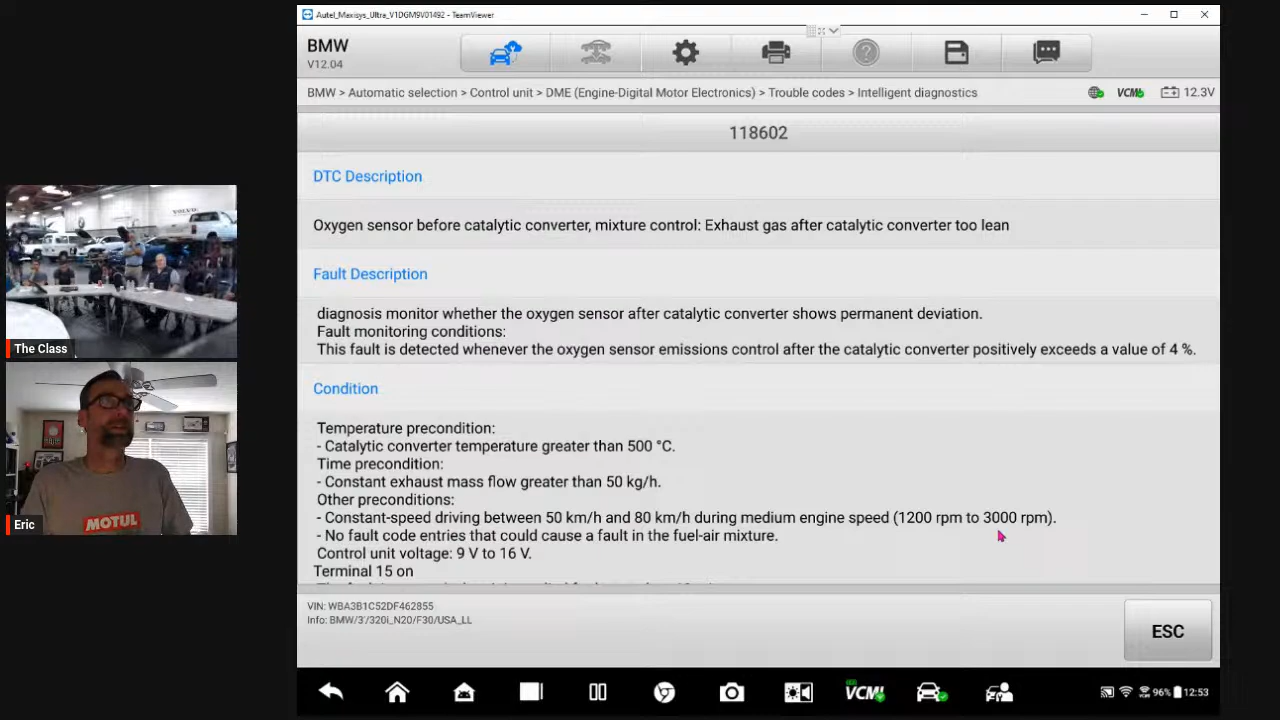 Autel_Maxisys_Ultra_V1DGM9V01492 - TeamViewer
BMW
V12.04
BMW > Automatic selection > Control unit > DME (Engine-Digital Motor Electronics) > Trouble codes > Intelligent diagnostics
VCMI
12.3V
118602
DTC Description
Oxygen sensor before catalytic converter, mixture control: Exhaust gas after catalytic converter too lean
Fault Description
diagnosis monitor whether the oxygen sensor after catalytic converter shows permanent deviation.
Fault monitoring conditions:
This fault is detected whenever the oxygen sensor emissions control after the catalytic converter positively exceeds a value of 4 %.
Condition
Temperature precondition:
- Catalytic converter temperature greater than 500 °C.
Time precondition:
- Constant exhaust mass flow greater than 50 kg/h.
Other preconditions:
- Constant-speed driving between 50 km/h and 80 km/h during medium engine speed (1200 rpm to 3000 rpm).
- No fault code entries that could cause a fault in the fuel-air mixture.
Control unit voltage: 9 V to 16 V.
Terminal 15 on
VIN: WBA3B1C52DF462855
Info: BMW/3'/320i_N20/F30/USA_LL
ESC
VCMI
96%
12:53
VOLVO
The Class
MOTUL
Eric